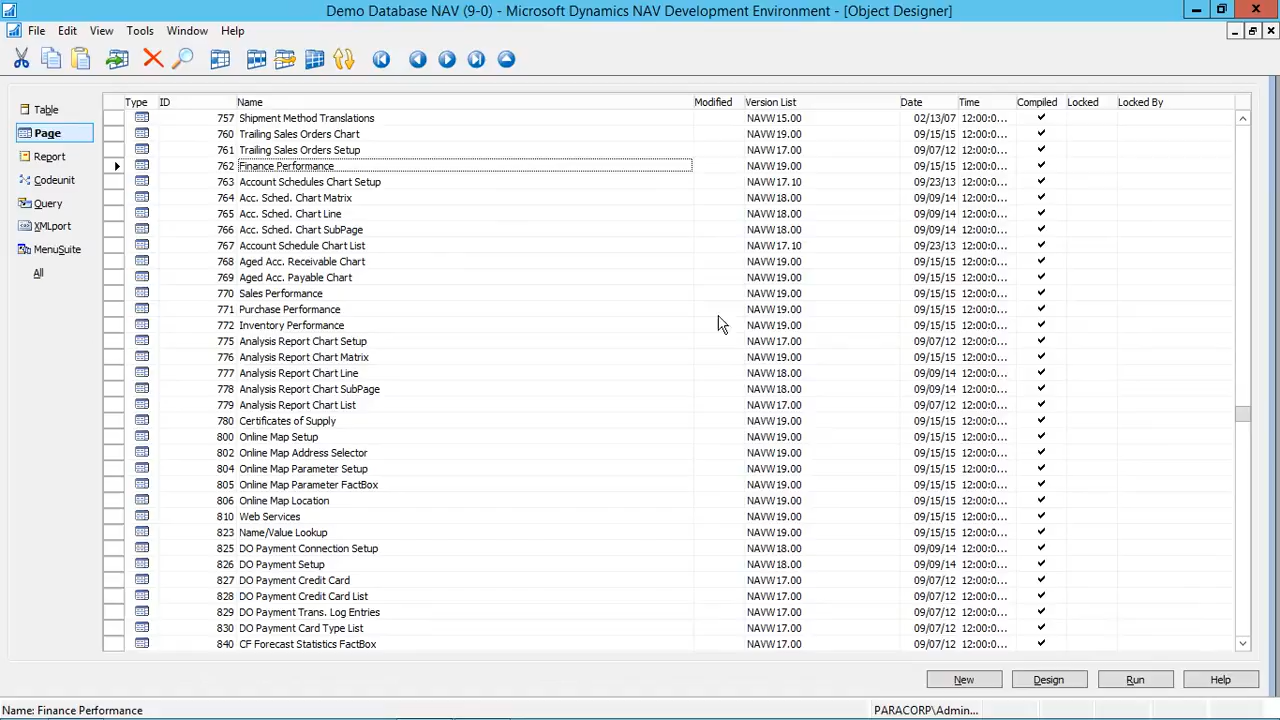 Demo Database NAV (9-0) - Microsoft Dynamics NAV Development Environment - [Object Designer]
File Edit View Tools Window Help
Type ID Name Modified Version List Date Time Compiled Locked Locked By
Table
Page
Report
Codeunit
Query
XMLport
MenuSuite
All
757 Shipment Method Translations NAVW15.00 02/13/07 12:00:0...
760 Trailing Sales Orders Chart NAVW19.00 09/15/15 12:00:0...
761 Trailing Sales Orders Setup NAVW17.00 09/07/12 12:00:0...
762 Finance Performance NAVW19.00 09/15/15 12:00:0...
763 Account Schedules Chart Setup NAVW17.10 09/23/13 12:00:0...
764 Acc. Sched. Chart Matrix NAVW18.00 09/09/14 12:00:0...
765 Acc. Sched. Chart Line NAVW18.00 09/09/14 12:00:0...
766 Acc. Sched. Chart SubPage NAVW18.00 09/09/14 12:00:0...
767 Account Schedule Chart List NAVW17.10 09/23/13 12:00:0...
768 Aged Acc. Receivable Chart NAVW19.00 09/15/15 12:00:0...
769 Aged Acc. Payable Chart NAVW19.00 09/15/15 12:00:0...
770 Sales Performance NAVW19.00 09/15/15 12:00:0...
771 Purchase Performance NAVW19.00 09/15/15 12:00:0...
772 Inventory Performance NAVW19.00 09/15/15 12:00:0...
775 Analysis Report Chart Setup NAVW17.00 09/07/12 12:00:0...
776 Analysis Report Chart Matrix NAVW19.00 09/15/15 12:00:0...
777 Analysis Report Chart Line NAVW18.00 09/09/14 12:00:0...
778 Analysis Report Chart SubPage NAVW18.00 09/09/14 12:00:0...
779 Analysis Report Chart List NAVW17.00 09/07/12 12:00:0...
780 Certificates of Supply NAVW19.00 09/15/15 12:00:0...
800 Online Map Setup NAVW19.00 09/15/15 12:00:0...
802 Online Map Address Selector NAVW19.00 09/15/15 12:00:0...
804 Online Map Parameter Setup NAVW19.00 09/15/15 12:00:0...
805 Online Map Parameter FactBox NAVW19.00 09/15/15 12:00:0...
806 Online Map Location NAVW19.00 09/15/15 12:00:0...
810 Web Services NAVW19.00 09/15/15 12:00:0...
823 Name/Value Lookup NAVW19.00 09/15/15 12:00:0...
825 DO Payment Connection Setup NAVW18.00 09/09/14 12:00:0...
826 DO Payment Setup NAVW18.00 09/09/14 12:00:0...
827 DO Payment Credit Card NAVW17.00 09/07/12 12:00:0...
828 DO Payment Credit Card List NAVW17.00 09/07/12 12:00:0...
829 DO Payment Trans. Log Entries NAVW17.00 09/07/12 12:00:0...
830 DO Payment Card Type List NAVW17.00 09/07/12 12:00:0...
840 CF Forecast Statistics FactBox NAVW17.00 09/07/12 12:00:0...
New Design Run Help
Name: Finance Performance PARACORP\Admin...